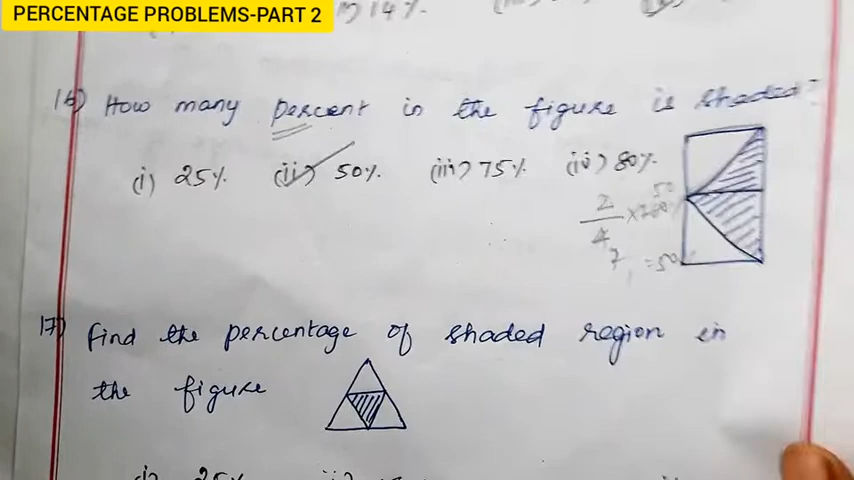 PERCENTAGE PROBLEMS-PART 2
14%.
16) How many percent in the figure is shaded?
(i) 25%. (ii) 50%. (iii) 75%. (iv) 80%.
2/4 × 100%
= 50%
17) Find the percentage of shaded region in
the figure
25%